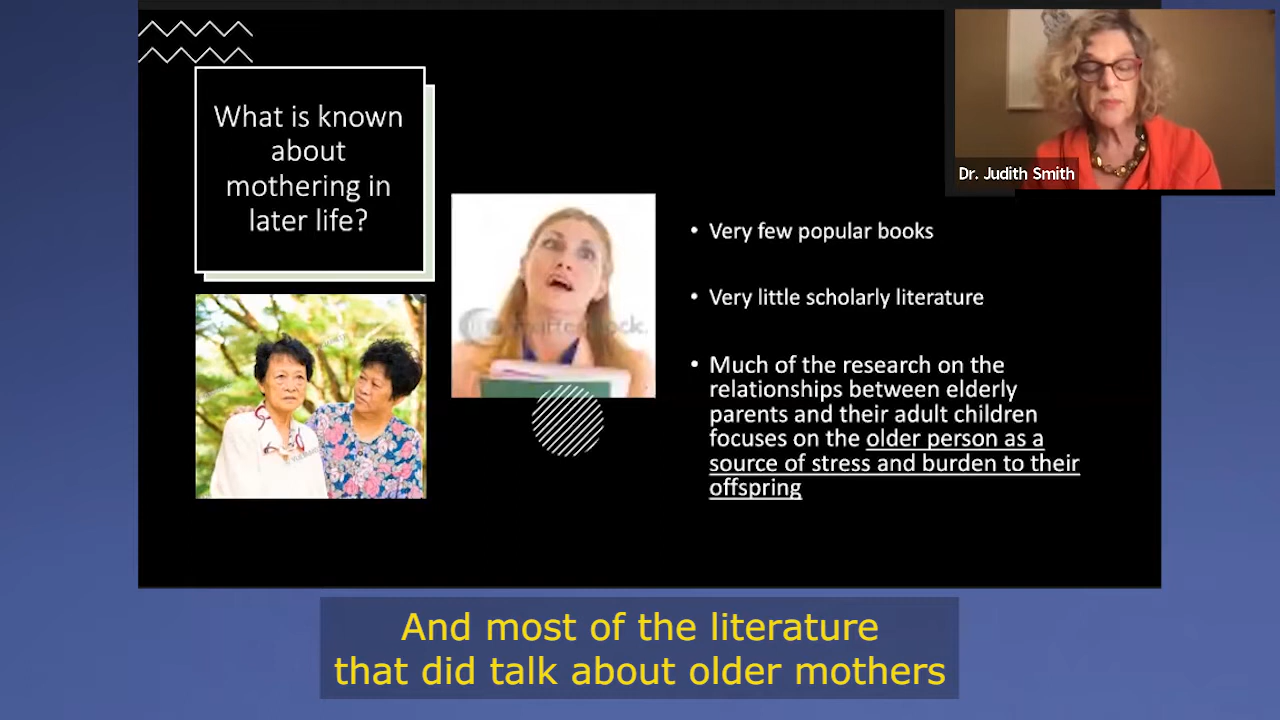 What is known
about
mothering in
later life?
Dr. Judith Smith
• Very few popular books
• Very little scholarly literature
• Much of the research on the
relationships between elderly
parents and their adult children
focuses on the older person as a
source of stress and burden to their
offspring
And most of the literature
that did talk about older mothers